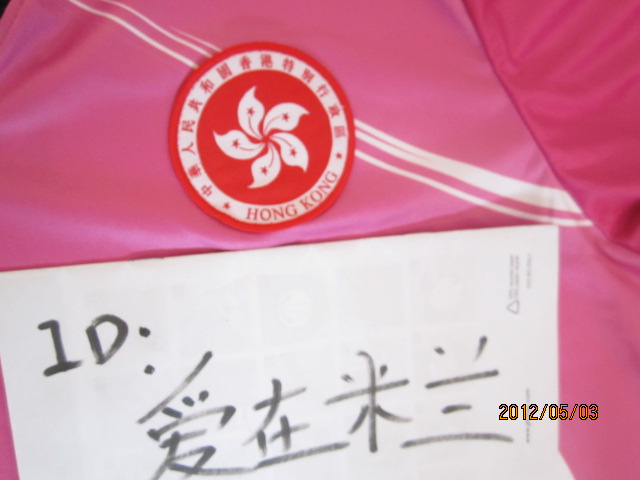 中華人民共和國香港特別行政區
HONG KONG
ID:
爱在米兰
2012/05/03